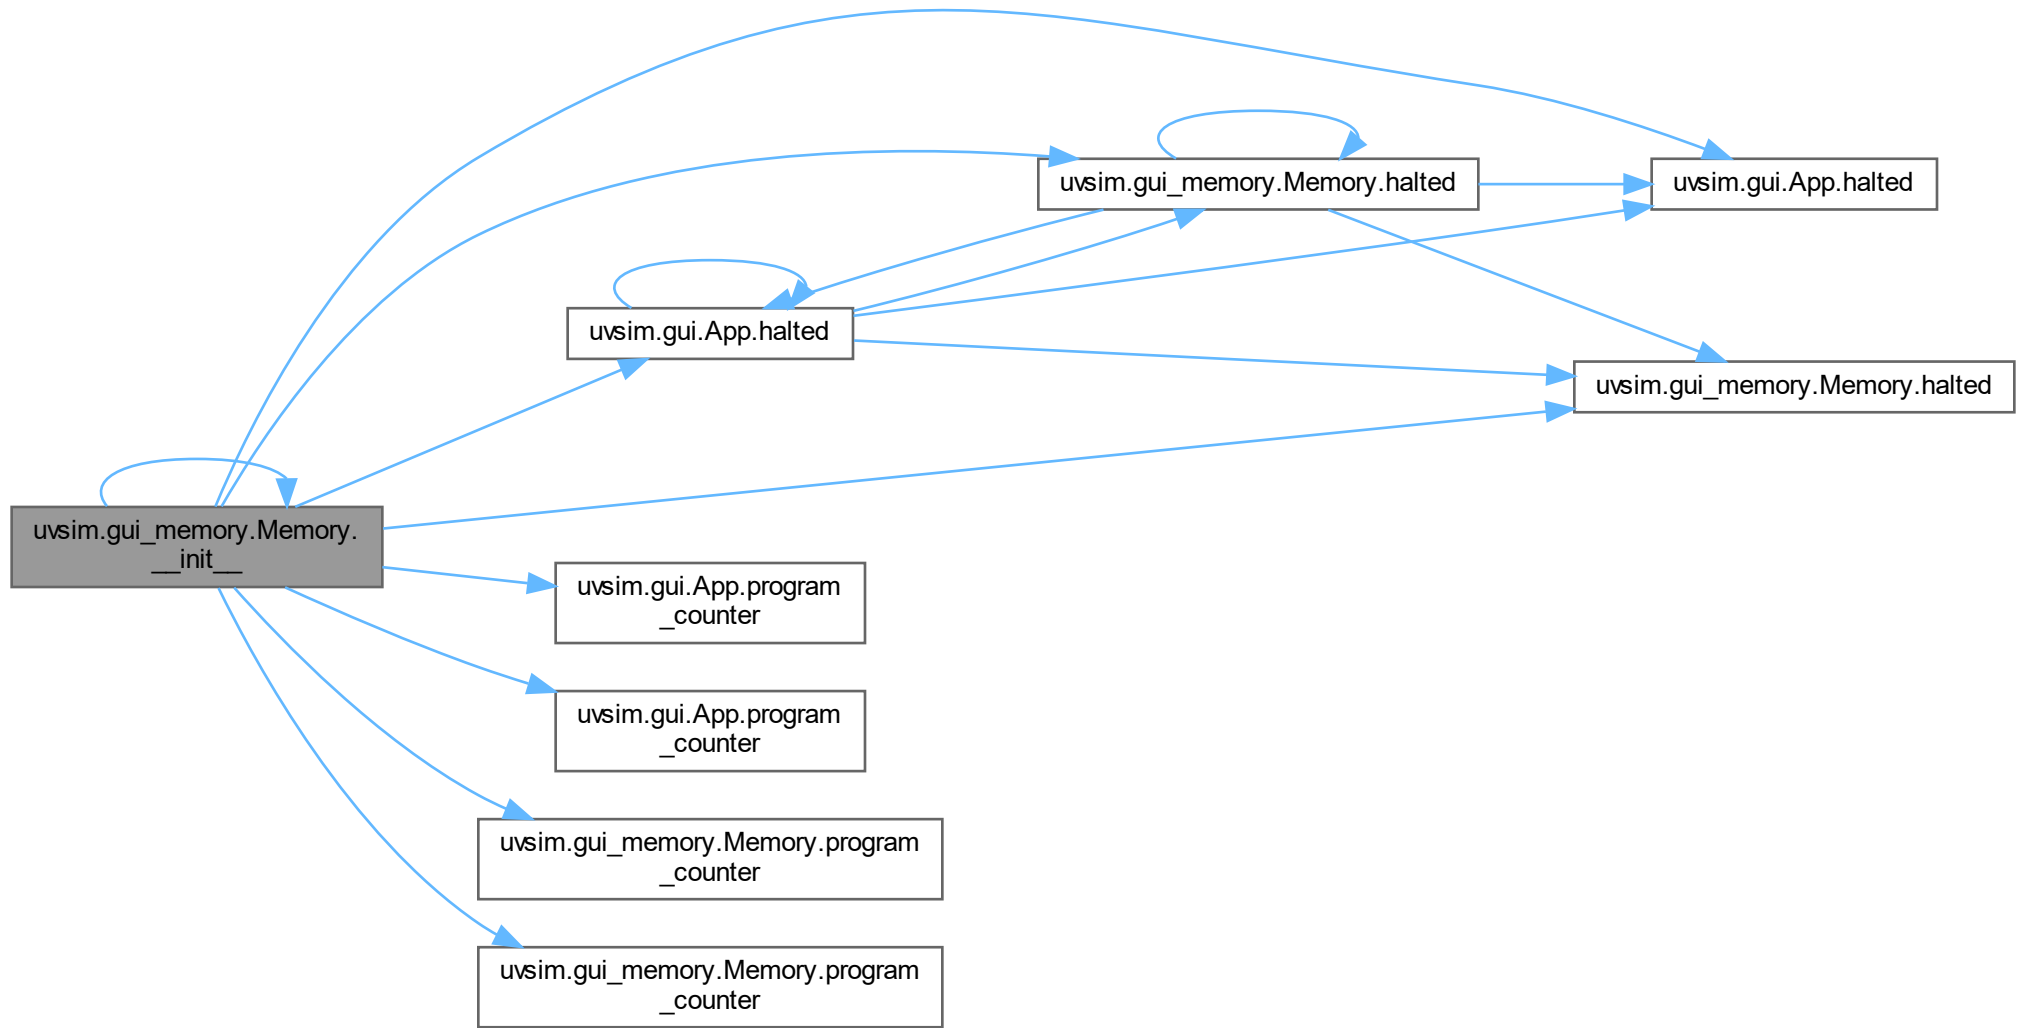 uvsim.gui_memory.Memory.halted
uvsim.gui.App.halted
uvsim.gui.App.halted
uvsim.gui_memory.Memory.halted
uvsim.gui_memory.Memory.
__init__
uvsim.gui.App.program
_counter
uvsim.gui.App.program
_counter
uvsim.gui_memory.Memory.program
_counter
uvsim.gui_memory.Memory.program
_counter